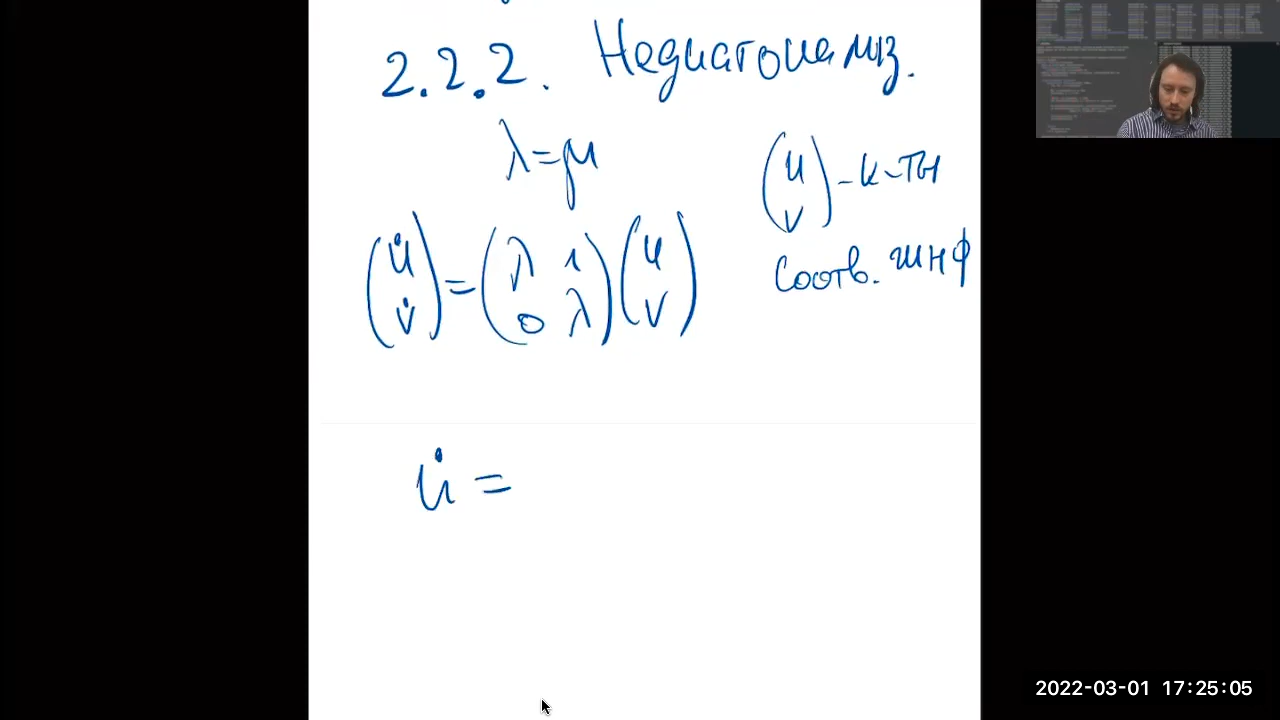 2.2.2. Недиагонализ.
λ=μ
(u v) - к-ты
соотв. ЖНФ
(u̇ v̇) = (λ 1 0 λ)(u v)
u̇ =
2022-03-01 17:25:05